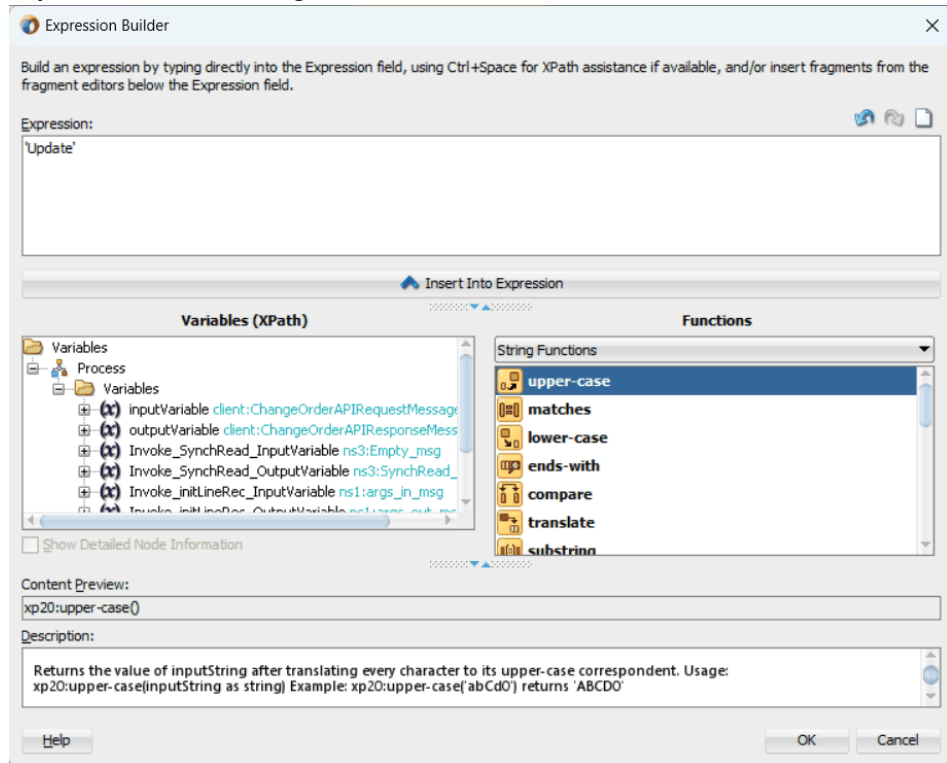 Expression Builder
Build an expression by typing directly into the Expression field, using Ctrl+Space for XPath assistance if available, and/or insert fragments from the
fragment editors below the Expression field.
Expression:
'Update'
Insert Into Expression
Variables (XPath)
Functions
Variables
Process
Variables
inputVariable client:ChangeOrderAPIRequestMessage
outputVariable client:ChangeOrderAPIResponseMess
Invoke_SynchRead_InputVariable ns3:Empty_msg
Invoke_SynchRead_OutputVariable ns3:SynchRead_
Invoke_initLineRec_InputVariable ns1:args_in_msg
Show Detailed Node Information
String Functions
upper-case
matches
lower-case
ends-with
compare
translate
substring
Content Preview:
xp20:upper-case()
Description:
Returns the value of inputString after translating every character to its upper-case correspondent. Usage:
xp20:upper-case(inputString as string) Example: xp20:upper-case('abCd0') returns 'ABCD0'
Help
OK
Cancel